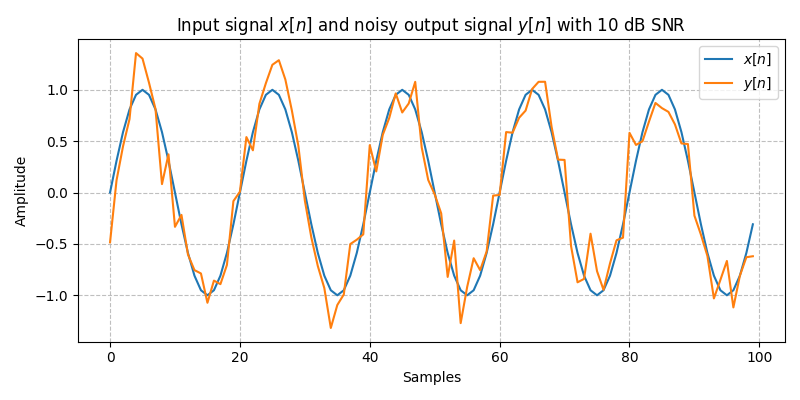 Input signal x[n] and noisy output signal y[n] with 10 dB SNR
x[n]
y[n]
1.0
0.5
0.0
−0.5
−1.0
Amplitude
0 20 40 60 80 100
Samples